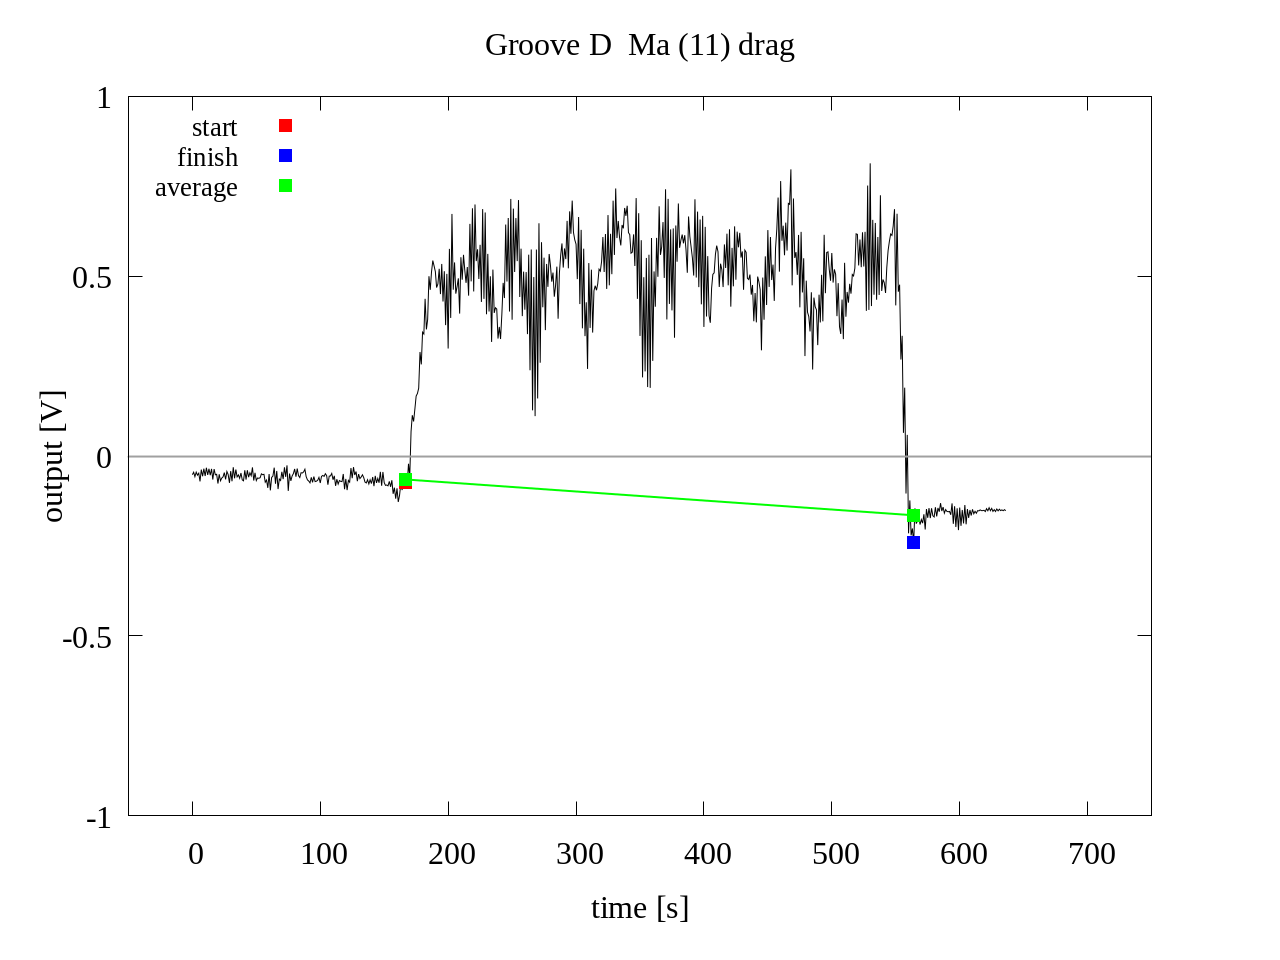 Groove D  Ma (11) drag
start
finish
average
1
0.5
0
-0.5
-1
output [V]
0 100 200 300 400 500 600 700
time [s]